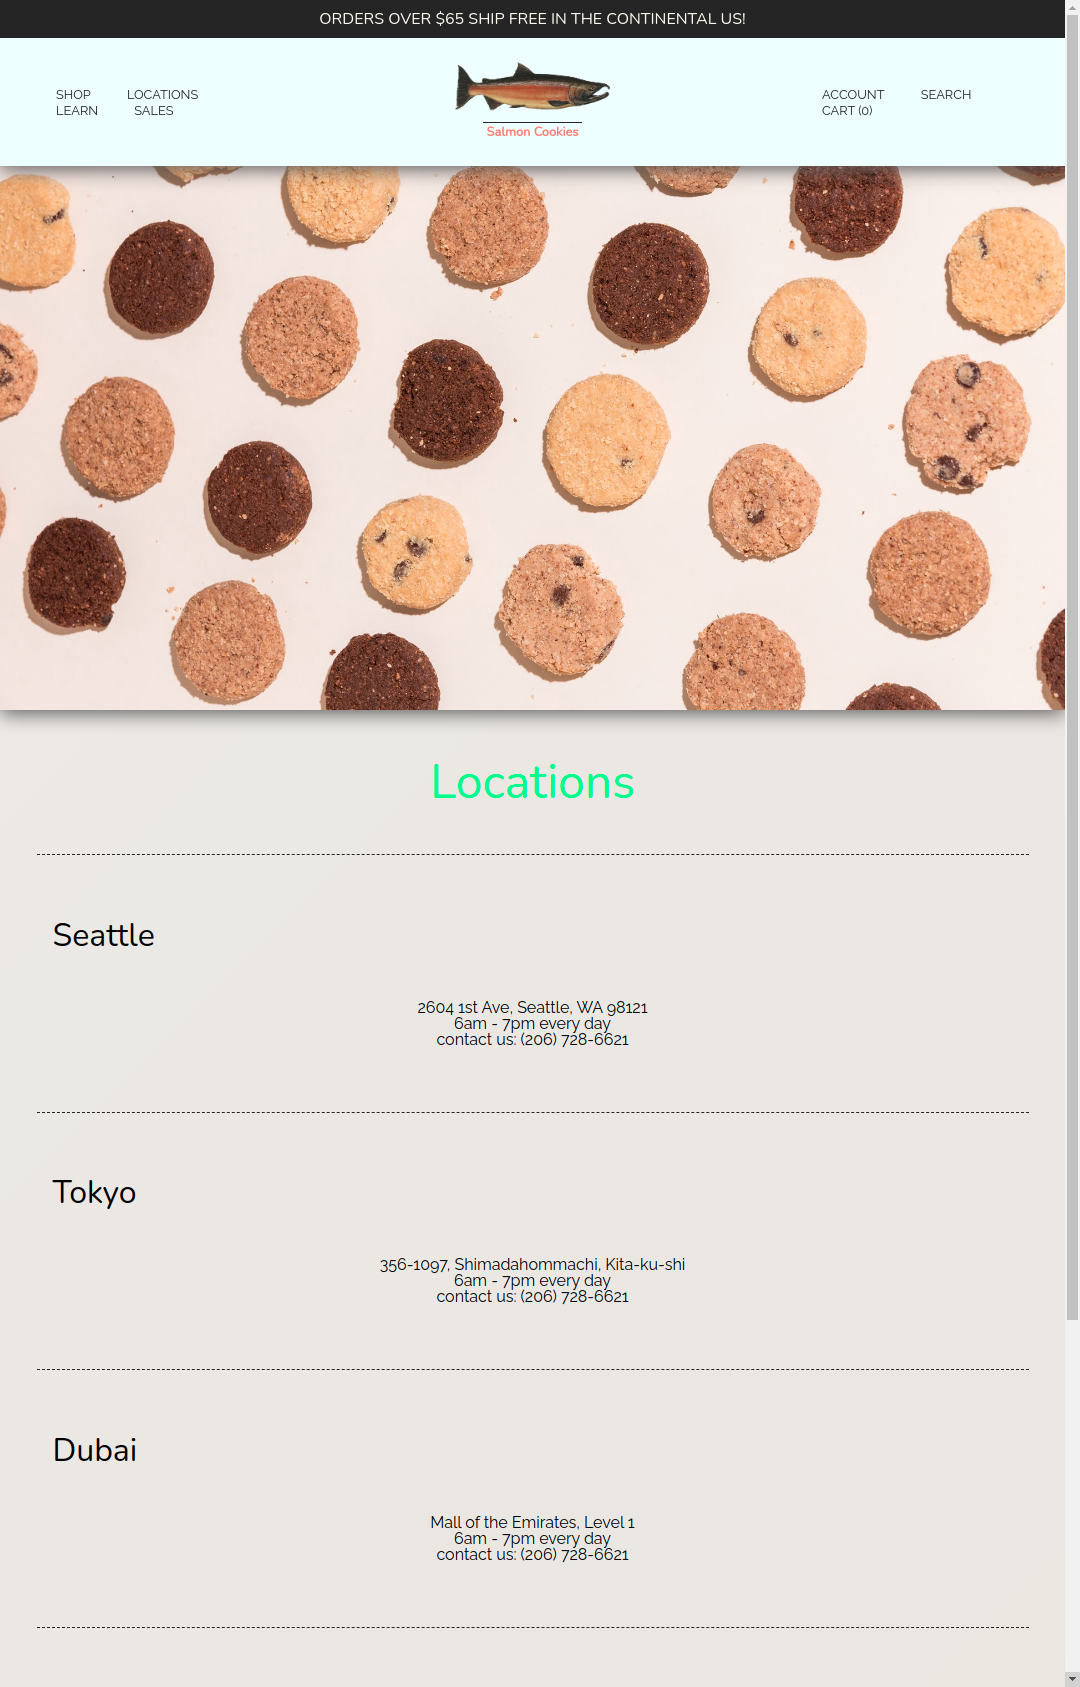 ORDERS OVER $65 SHIP FREE IN THE CONTINENTAL US!
SHOP LOCATIONS
LEARN SALES
Salmon Cookies
ACCOUNT SEARCH
CART (0)
Locations
Seattle
2604 1st Ave, Seattle, WA 98121
6am - 7pm every day
contact us: (206) 728-6621
Tokyo
356-1097, Shimadahommachi, Kita-ku-shi
6am - 7pm every day
contact us: (206) 728-6621
Dubai
Mall of the Emirates, Level 1
6am - 7pm every day
contact us: (206) 728-6621